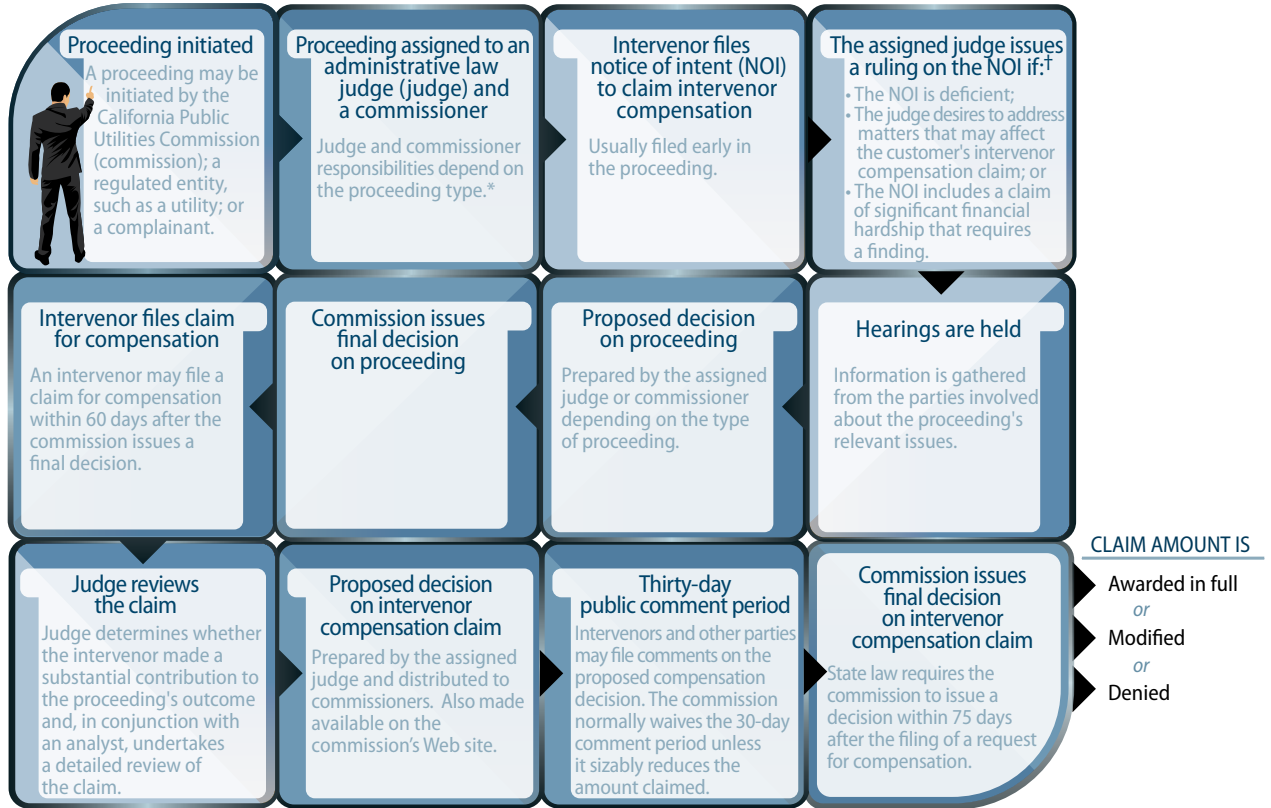 Proceeding initiated
A proceeding may be
initiated by the
California Public
Utilities Commission
(commission); a
regulated entity,
such as a utility; or
a complainant.
Proceeding assigned to an
administrative law
judge (judge) and
a commissioner
Judge and commissioner
responsibilities depend on
the proceeding type.*
Intervenor files
notice of intent (NOI)
to claim intervenor
compensation
Usually filed early in
the proceeding.
The assigned judge issues
a ruling on the NOI if:†
• The NOI is deficient;
• The judge desires to address
matters that may affect
the customer's intervenor
compensation claim; or
• The NOI includes a claim
of significant financial
hardship that requires
a finding.
Hearings are held
Information is gathered
from the parties involved
about the proceeding's
relevant issues.
Proposed decision
on proceeding
Prepared by the assigned
judge or commissioner
depending on the type
of proceeding.
Commission issues
final decision
on proceeding
Intervenor files claim
for compensation
An intervenor may file a
claim for compensation
within 60 days after the
commission issues a
final decision.
Judge reviews
the claim
Judge determines whether
the intervenor made a
substantial contribution to
the proceeding's outcome
and, in conjunction with
an analyst, undertakes
a detailed review of
the claim.
Proposed decision
on intervenor
compensation claim
Prepared by the assigned
judge and distributed to
commissioners. Also made
available on the
commission’s Web site.
Thirty-day
public comment period
Intervenors and other parties
may file comments on the
proposed compensation
decision. The commission
normally waives the 30-day
comment period unless
it sizably reduces the
amount claimed.
Commission issues
final decision
on intervenor
compensation claim
State law requires the
commission to issue a
decision within 75 days
after the filing of a request
for compensation.
CLAIM AMOUNT IS
Awarded in full
or
Modified
or
Denied